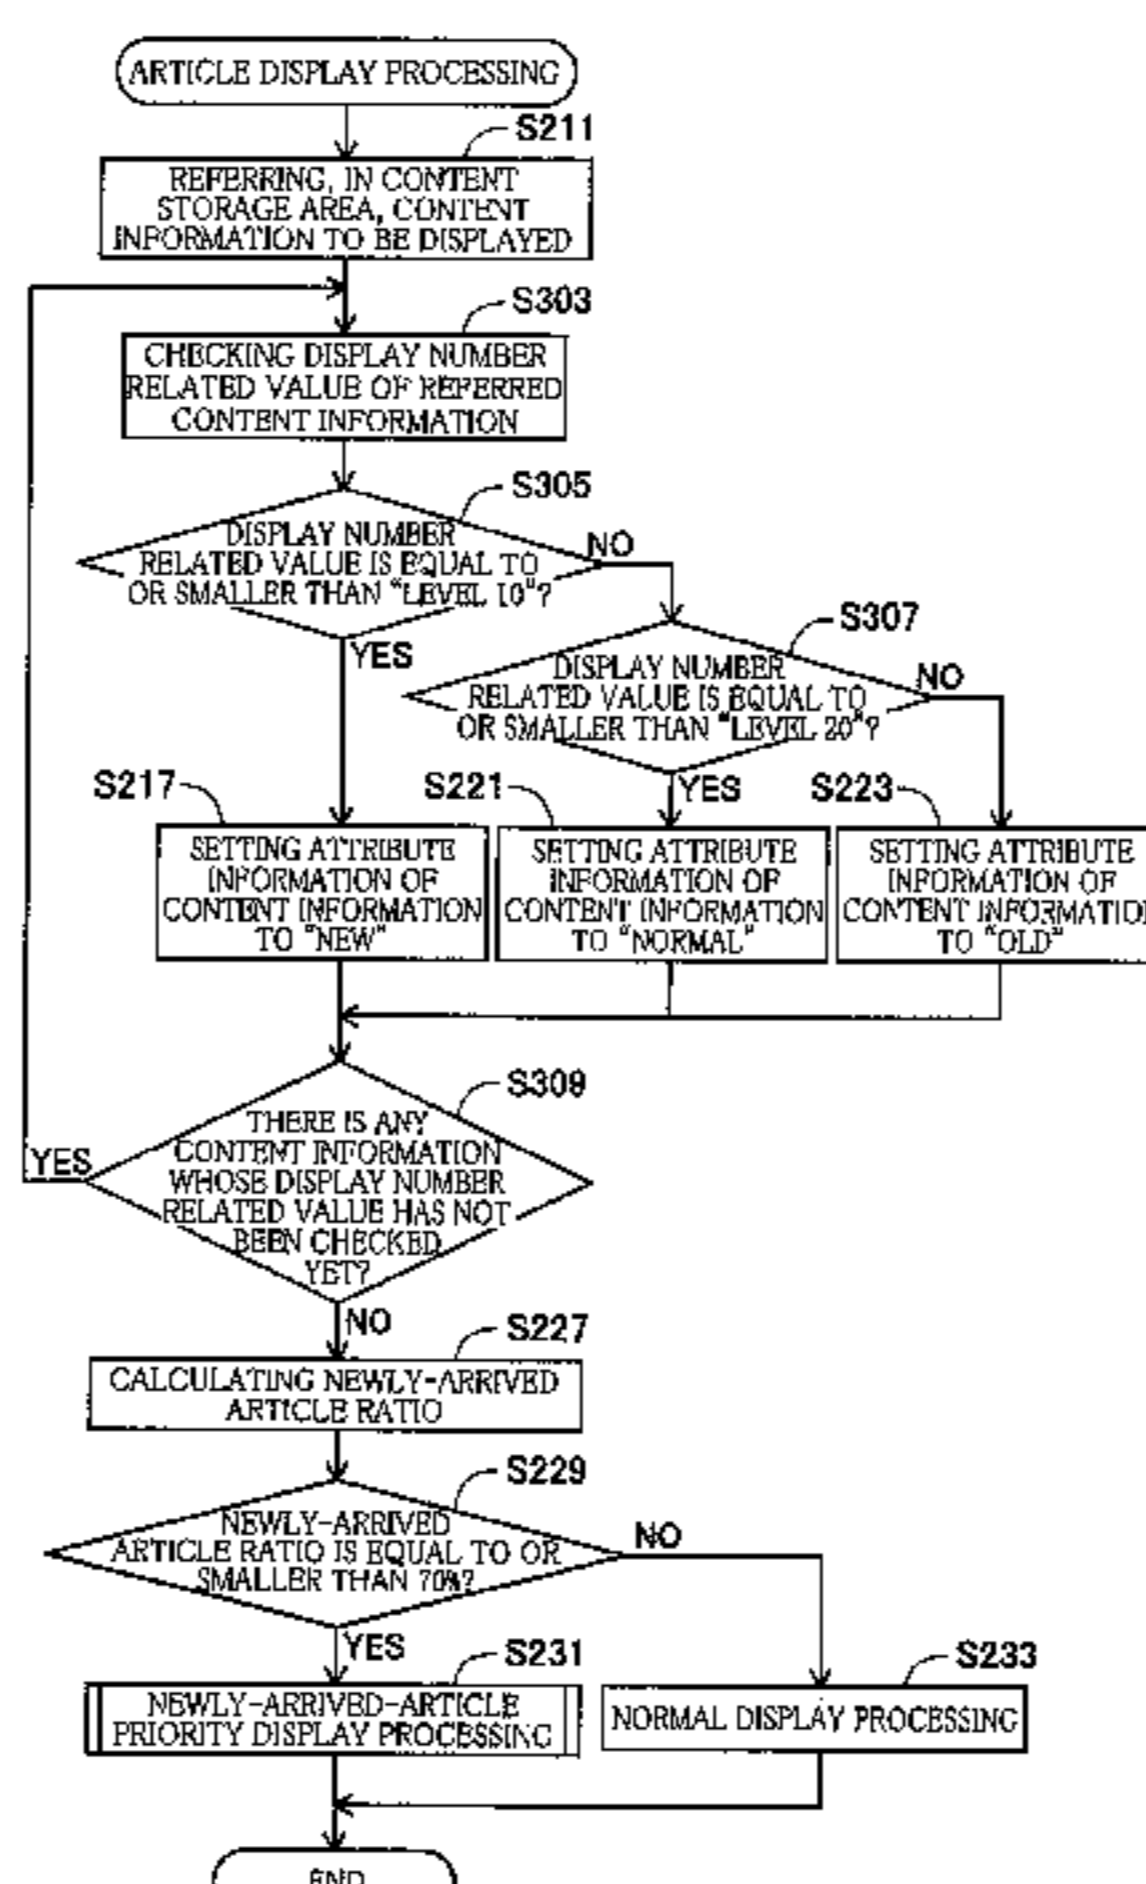 ARTICLE DISPLAY PROCESSING
S211
REFERRING, IN CONTENT
STORAGE AREA, CONTENT
INFORMATION TO BE DISPLAYED
S303
CHECKING DISPLAY NUMBER
RELATED VALUE OF REFERRED
CONTENT INFORMATION
S305
DISPLAY NUMBER
RELATED VALUE IS EQUAL TO
OR SMALLER THAN "LEVEL 10"?
NO
YES
S307
DISPLAY NUMBER
RELATED VALUE IS EQUAL TO
OR SMALLER THAN "LEVEL 20"?
NO
YES
S217
SETTING ATTRIBUTE
INFORMATION OF
CONTENT INFORMATION
TO "NEW"
S221
SETTING ATTRIBUTE
INFORMATION OF
CONTENT INFORMATION
TO "NORMAL"
S223
SETTING ATTRIBUTE
INFORMATION OF
CONTENT INFORMATIO
TO "OLD"
S309
THERE IS ANY
CONTENT INFORMATION
WHOSE DISPLAY NUMBER
RELATED VALUE HAS NOT
BEEN CHECKED
YET?
YES
NO
S227
CALCULATING NEWLY-ARRIVED
ARTICLE RATIO
S229
NEWLY-ARRIVED
ARTICLE RATIO IS EQUAL TO OR
SMALLER THAN 70%?
NO
YES
S231
NEWLY-ARRIVED-ARTICLE
PRIORITY DISPLAY PROCESSING
S233
NORMAL DISPLAY PROCESSING
END